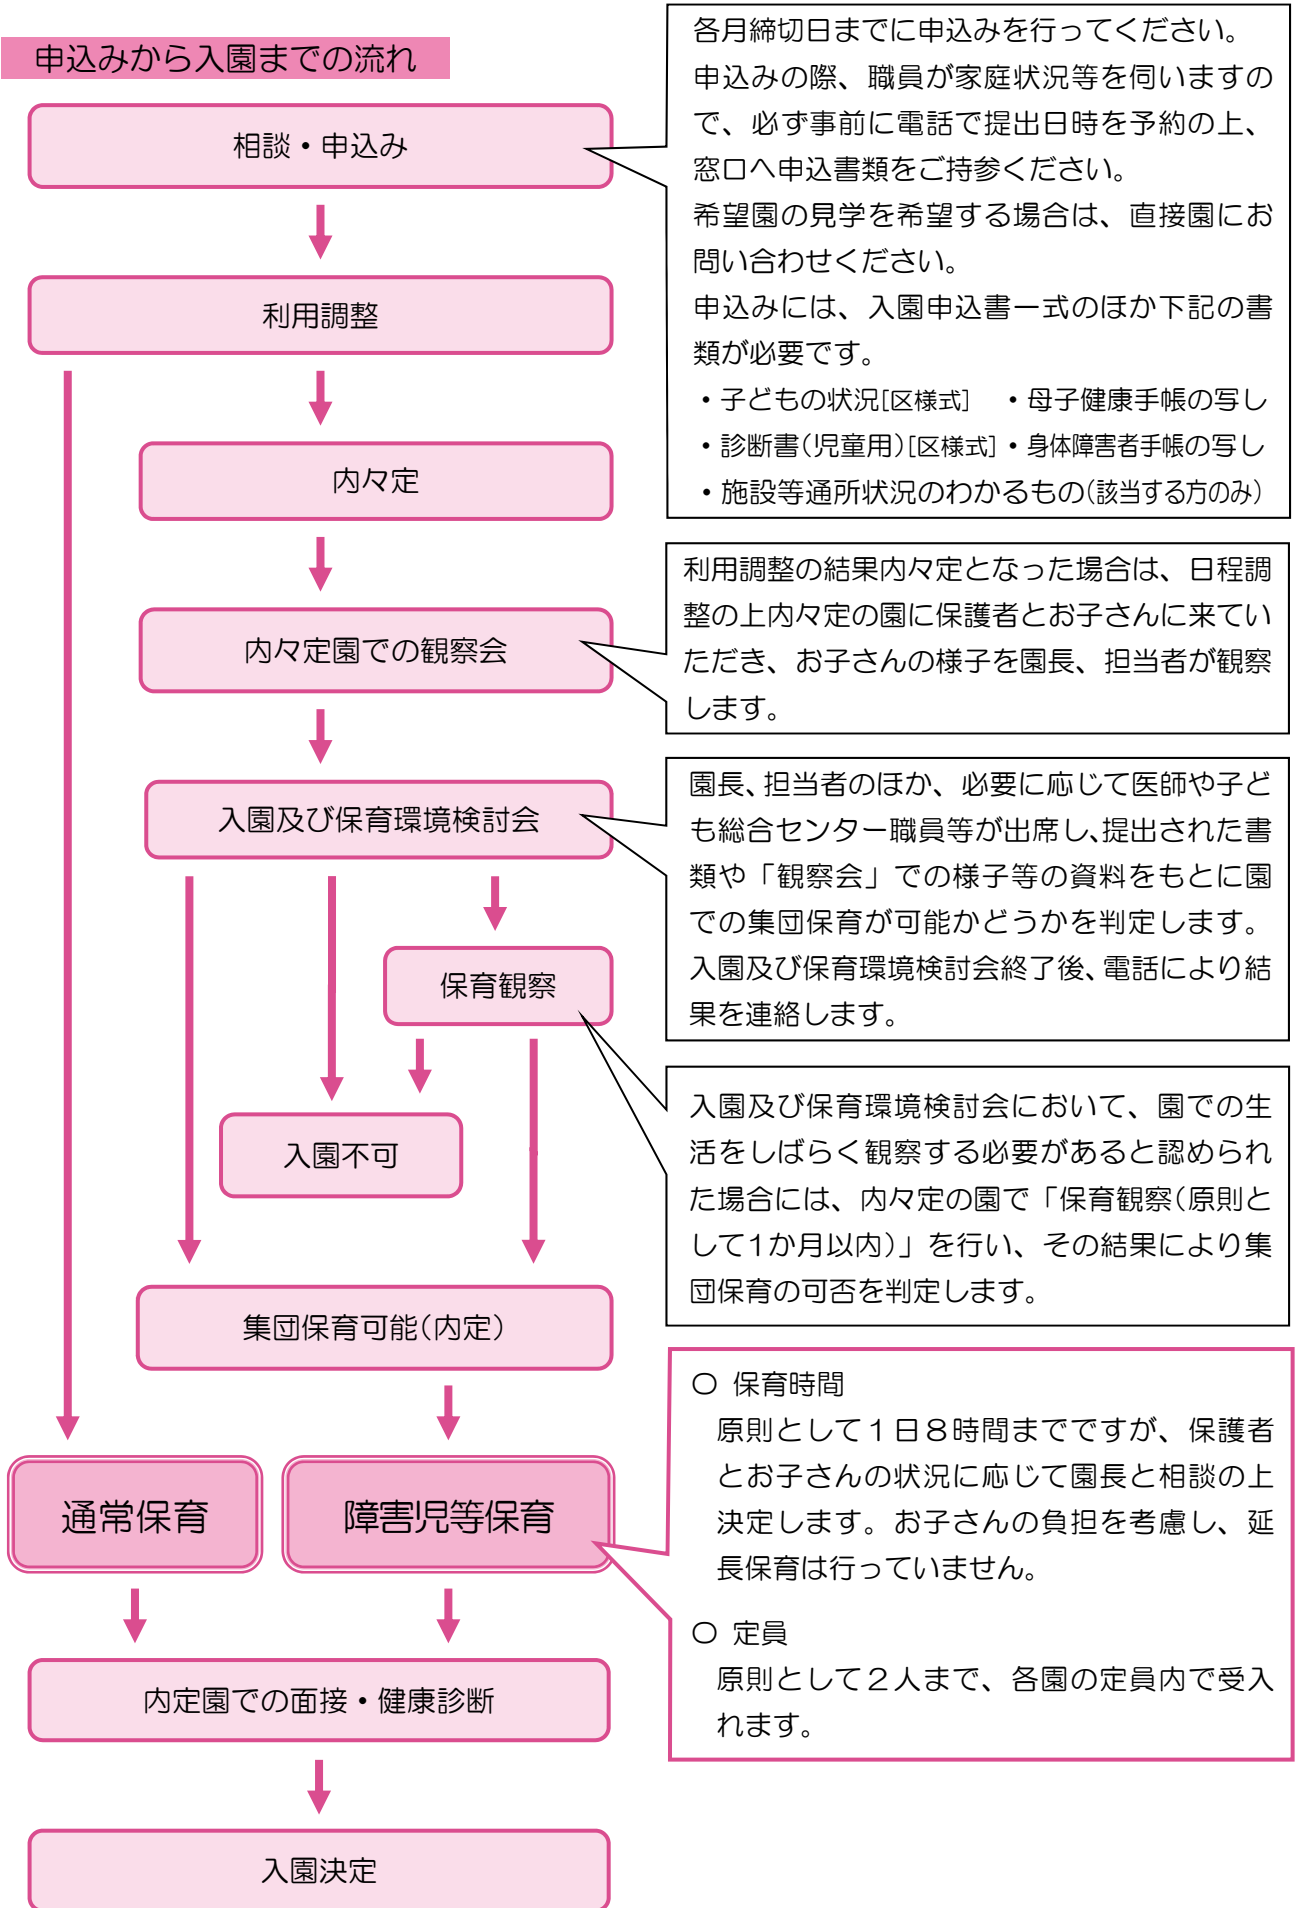 申込みから入園までの流れ
相談・申込み
各月締切日までに申込みを行ってください。
申込みの際、職員が家庭状況等を伺いますの
で、必ず事前に電話で提出日時を予約の上、
窓口へ申込書類をご持参ください。
希望園の見学を希望する場合は、直接園にお
問い合わせください。
申込みには、入園申込書一式のほか下記の書
類が必要です。
・子どもの状況[区様式]　・母子健康手帳の写し
・診断書(児童用)[区様式]・身体障害者手帳の写し
・施設等通所状況のわかるもの(該当する方のみ)
利用調整
内々定
内々定園での観察会
利用調整の結果内々定となった場合は、日程調
整の上内々定の園に保護者とお子さんに来てい
ただき、お子さんの様子を園長、担当者が観察
します。
入園及び保育環境検討会
園長、担当者のほか、必要に応じて医師や子ど
も総合センター職員等が出席し、提出された書
類や「観察会」での様子等の資料をもとに園
での集団保育が可能かどうかを判定します。
入園及び保育環境検討会終了後、電話により結
果を連絡します。
保育観察
入園及び保育環境検討会において、園での生
活をしばらく観察する必要があると認められ
た場合には、内々定の園で「保育観察(原則と
して1か月以内)」を行い、その結果により集
団保育の可否を判定します。
入園不可
集団保育可能(内定)
通常保育
障害児等保育
○ 保育時間
原則として１日８時間までですが、保護者
とお子さんの状況に応じて園長と相談の上
決定します。お子さんの負担を考慮し、延
長保育は行っていません。
○ 定員
原則として２人まで、各園の定員内で受入
れます。
内定園での面接・健康診断
入園決定